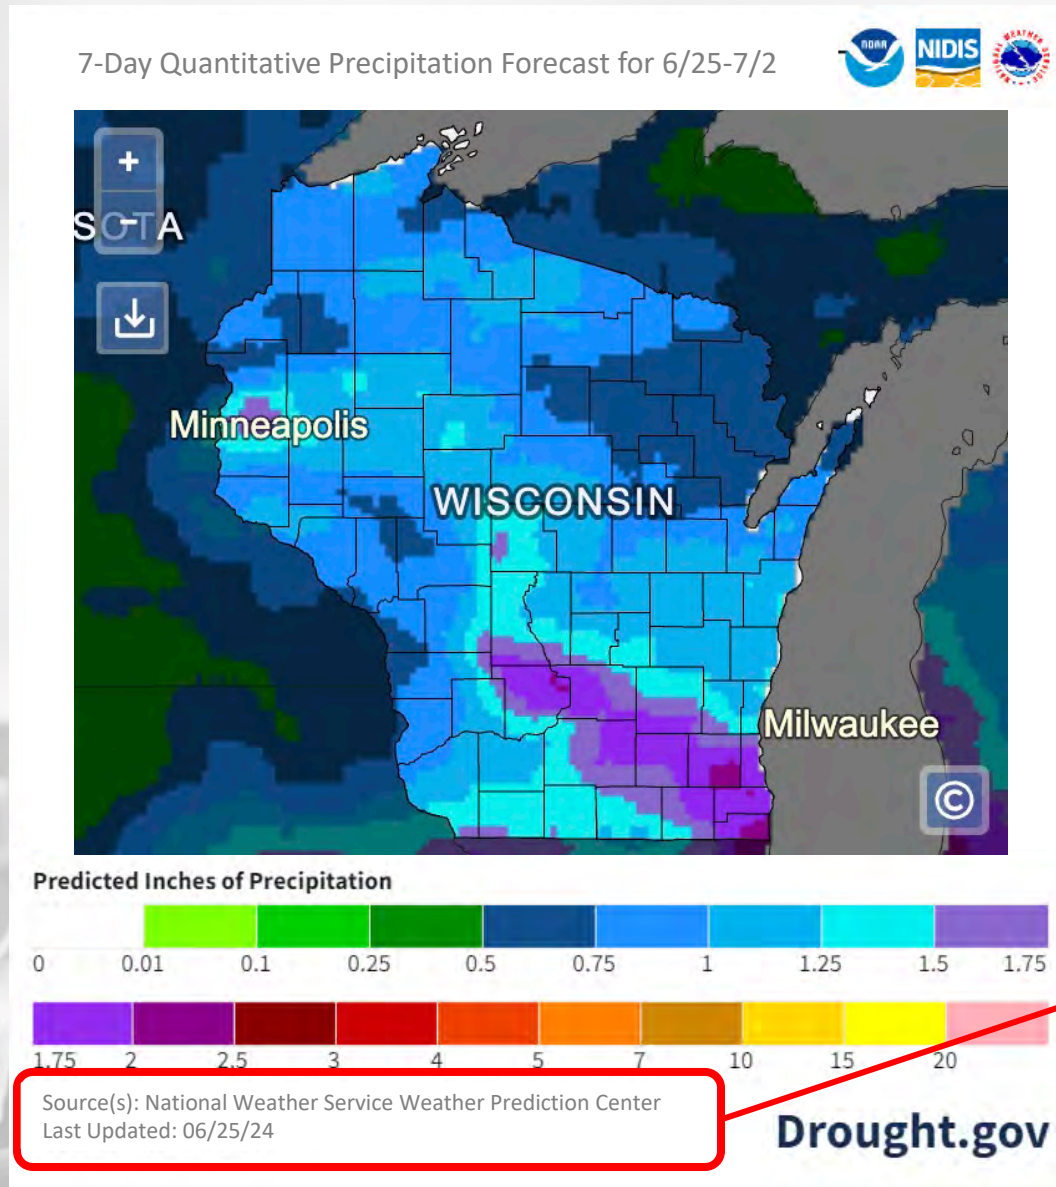 7-Day Quantitative Precipitation Forecast for 6/25-7/2
NOAA
NIDIS
+
−
SOTA
Minneapolis
WISCONSIN
Milwaukee
©
Predicted Inches of Precipitation
0 0.01 0.1 0.25 0.5 0.75 1 1.25 1.5 1.75
1.75 2 2.5 3 4 5 7 10 15 20
Source(s): National Weather Service Weather Prediction Center
Last Updated: 06/25/24
Drought.gov